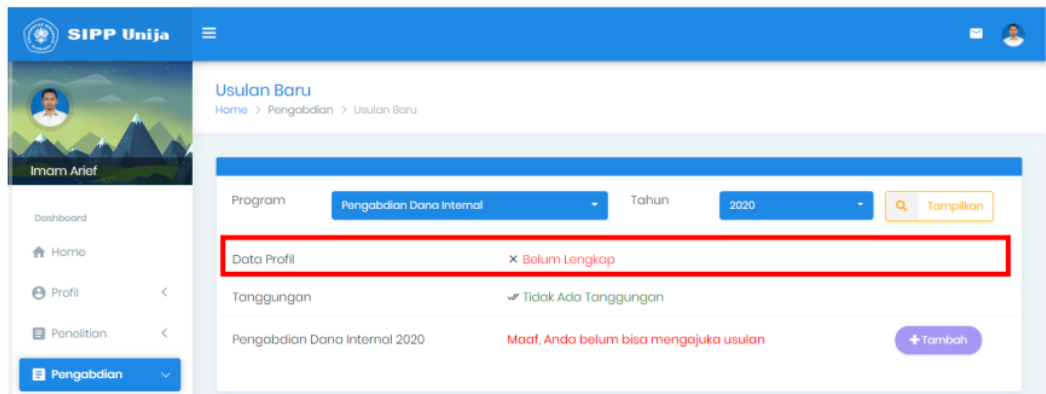 SIPP Unija
Usulan Baru
Home > Pengabdian > Usulan Baru
Imam Arief
Program Pengabdian Dana Internal Tahun 2020 Tampilkan
Dashboard
Home
Data Profil × Belum Lengkap
Profil
Tanggungan Tidak Ada Tanggungan
Penelitian
Pengabdian Dana Internal 2020 Maaf, Anda belum bisa mengajuka usulan +Tambah
Pengabdian